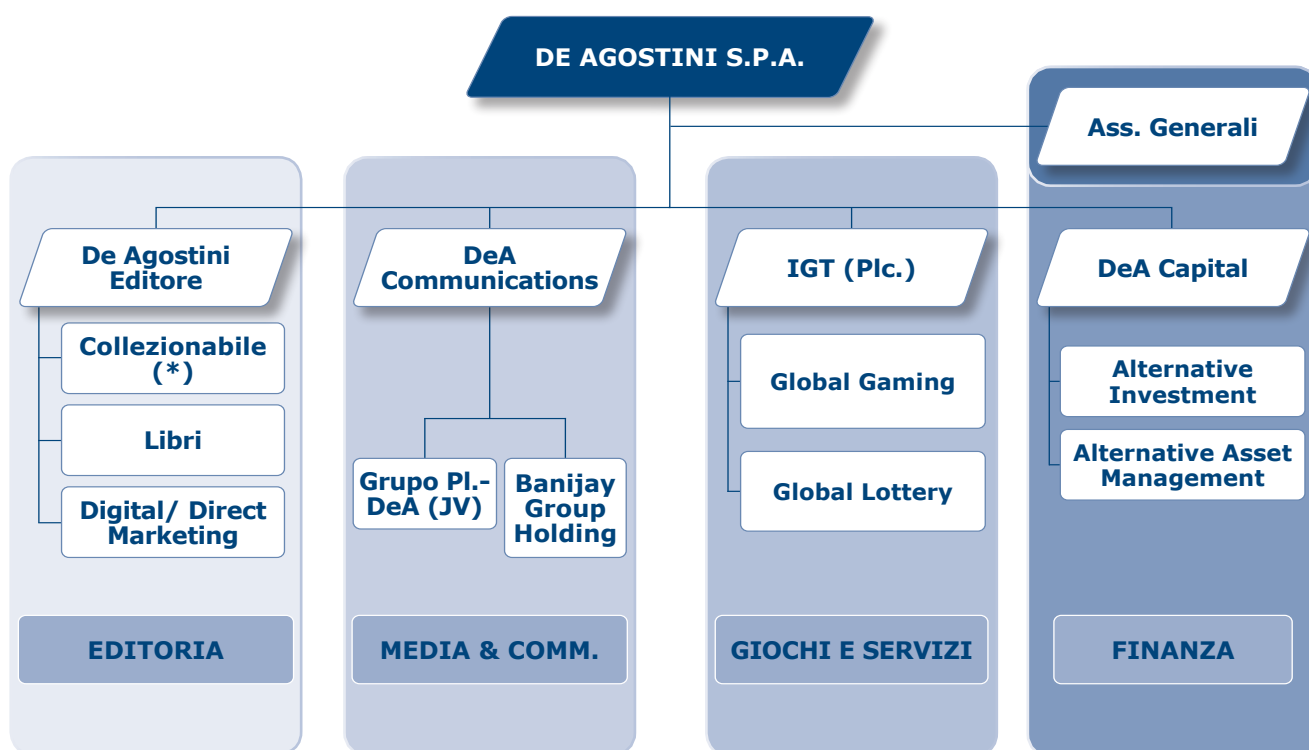 DE AGOSTINI S.P.A.
Ass. Generali
De Agostini
Editore
DeA
Communications
IGT (Plc.)
DeA Capital
Collezionabile
(*)
Libri
Digital/ Direct
Marketing
Grupo Pl.-
DeA (JV)
Banijay
Group
Holding
Global Gaming
Global Lottery
Alternative
Investment
Alternative Asset
Management
EDITORIA
MEDIA & COMM.
GIOCHI E SERVIZI
FINANZA